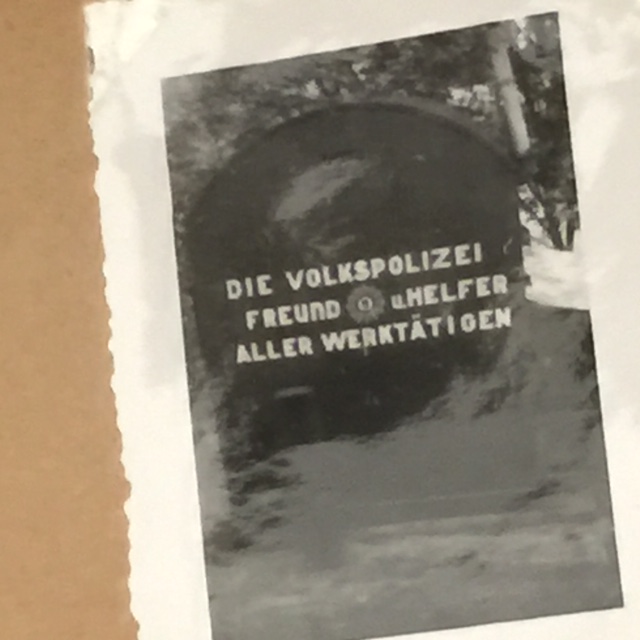 DIE VOLKSPOLIZEI
FREUND u.HELFER
ALLER WERKTÄTIGEN